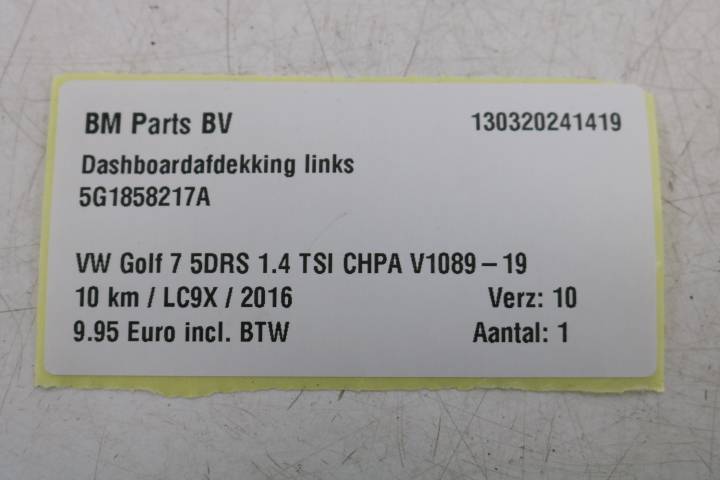 BM Parts BV 130320241419
Dashboardafdekking links
5G1858217A
VW Golf 7 5DRS 1.4 TSI CHPA V1089 – 19
10 km / LC9X / 2016 Verz: 10
9.95 Euro incl. BTW Aantal: 1